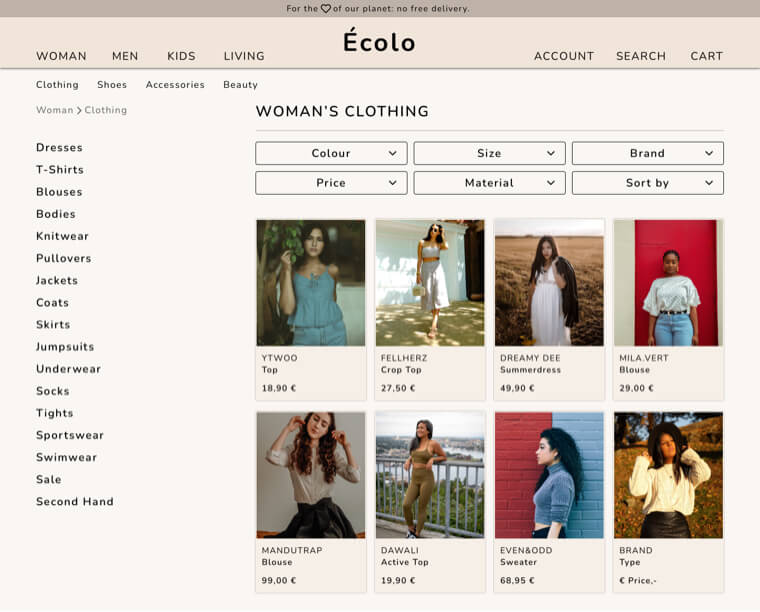 For the ♡ of our planet: no free delivery.
Écolo
WOMAN MEN KIDS LIVING ACCOUNT SEARCH CART
Clothing Shoes Accessories Beauty
Woman > Clothing
WOMAN'S CLOTHING
Dresses
T-Shirts
Blouses
Bodies
Knitwear
Pullovers
Jackets
Coats
Skirts
Jumpsuits
Underwear
Socks
Tights
Sportswear
Swimwear
Sale
Second Hand
Colour Size Brand
Price Material Sort by
YTWOO
Top
18,90 €
FELLHERZ
Crop Top
27,50 €
DREAMY DEE
Summerdress
49,90 €
MILA.VERT
Blouse
29,00 €
MANDUTRAP
Blouse
99,00 €
DAWALI
Active Top
19,90 €
EVEN&ODD
Sweater
68,95 €
BRAND
Type
€ Price,-